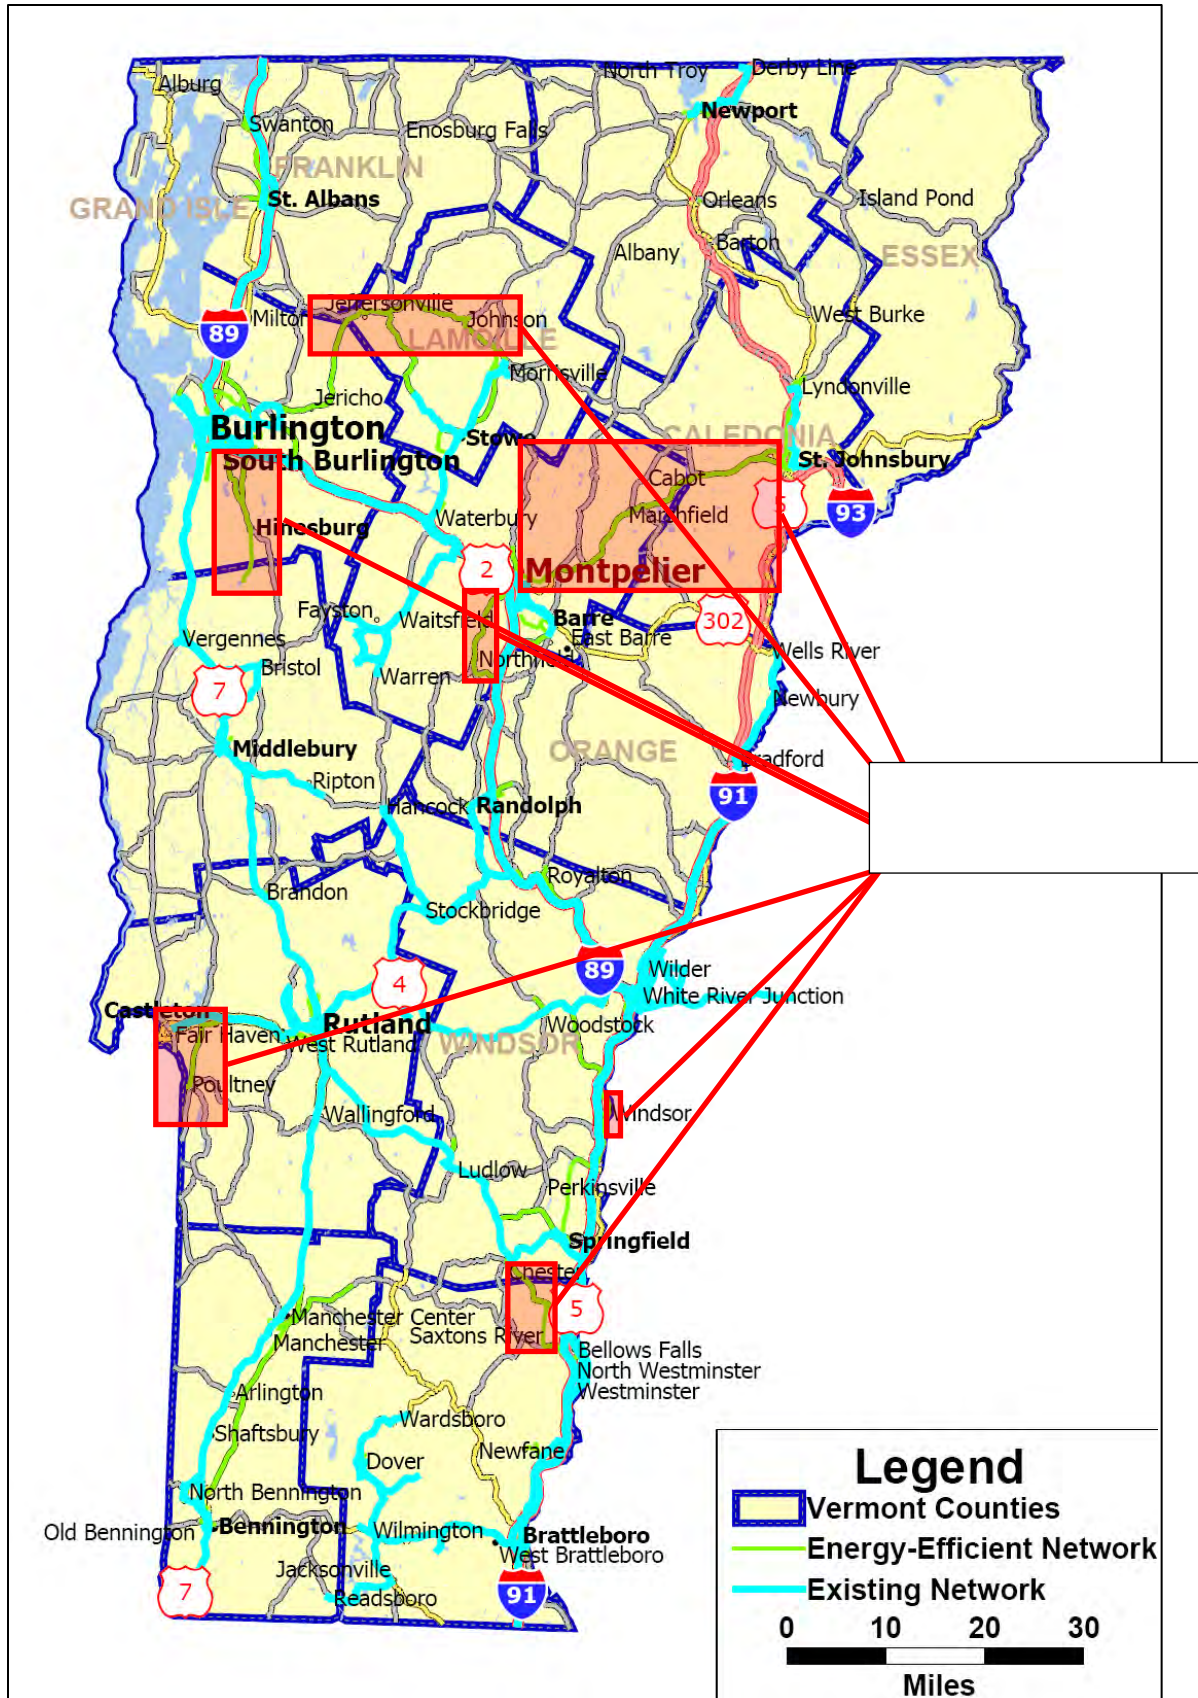 North Troy
Derby Line
Alburg
Newport
Swanton
Enosburg Falls
FRANKLIN
St. Albans
GRAND ISLE
Orleans
Island Pond
Barton
Albany
ESSEX
Jeffersonville
Milton
Johnson
West Burke
89
LAMOILLE
Morrisville
Lyndonville
Jericho
Burlington
Stowe
CALEDONIA
South Burlington
St. Johnsbury
Cabot
5
93
Marshfield
Hinesburg
Waterbury
2
Montpelier
Fayston
Waitsfield
Barre
302
East Barre
Vergennes
Northfield
Wells River
Bristol
Warren
7
Newbury
Middlebury
ORANGE
Bradford
Ripton
91
Hancock
Randolph
Brandon
Royalton
Stockbridge
89
Wilder
4
White River Junction
Castleton
Rutland
Woodstock
Fair Haven
West Rutland
WINDSOR
Poultney
Wallingford
Windsor
Ludlow
Perkinsville
Springfield
Chester
5
Manchester Center
Saxtons River
Manchester
Bellows Falls
North Westminster
Westminster
Arlington
Wardsboro
Shaftsbury
Newfane
Dover
North Bennington
Old Bennington
Bennington
Wilmington
Brattleboro
West Brattleboro
Jacksonville
7
Readsboro
91
Legend
Vermont Counties
Energy-Efficient Network
Existing Network
0 10 20 30
Miles